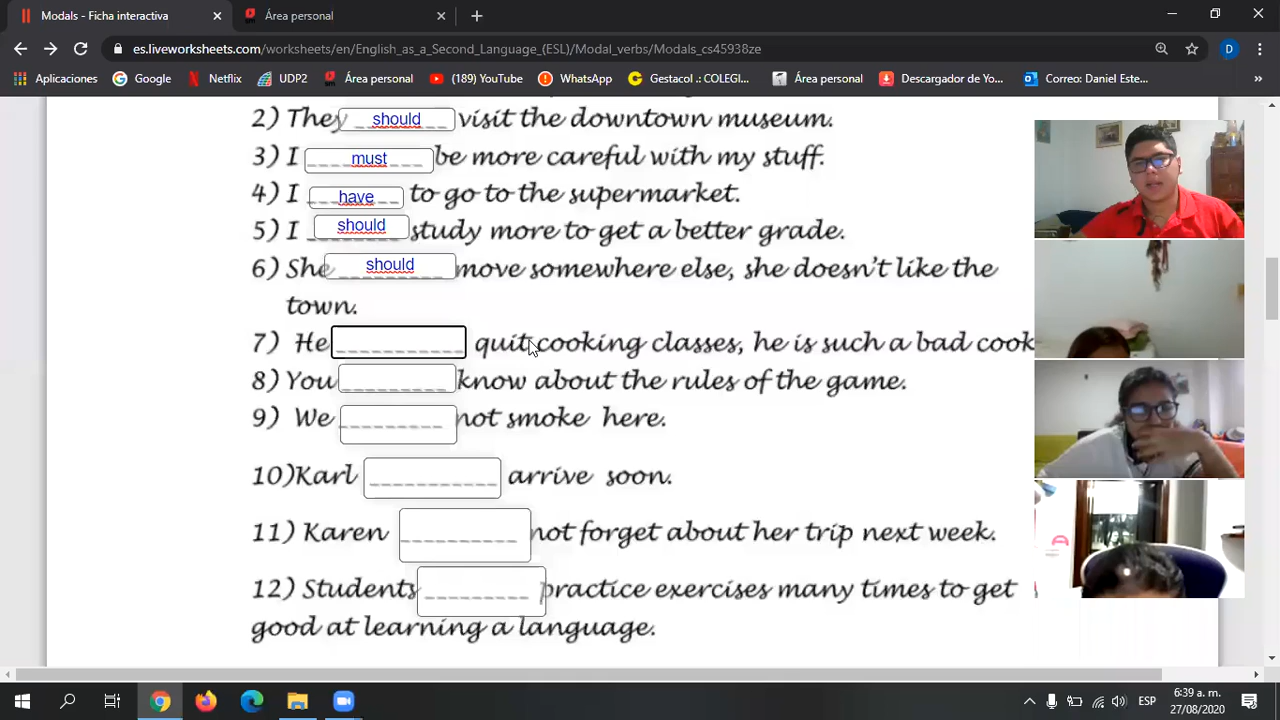 Modals - Ficha interactiva
Área personal
es.liveworksheets.com/worksheets/en/English_as_a_Second_Language_(ESL)/Modal_verbs/Modals_cs45938ze
D
Aplicaciones Google Netflix UDP2 Área personal (189) YouTube WhatsApp Gestacol .: COLEGI... Área personal Descargador de Yo... Correo: Daniel Este...
2) They should visit the downtown museum.
3) I must be more careful with my stuff.
4) I have to go to the supermarket.
5) I should study more to get a better grade.
6) She should move somewhere else, she doesn't like the
town.
7) He __________ quit cooking classes, he is such a bad cook
8) You ________ know about the rules of the game.
9) We ________ not smoke here.
10)Karl __________ arrive soon.
11) Karen _________ not forget about her trip next week.
12) Students ________ practice exercises many times to get
good at learning a language.
ESP
6:39 a. m.
27/08/2020